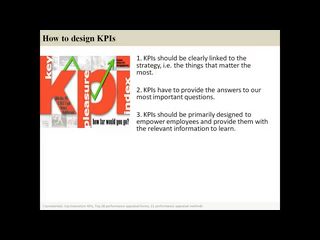 How to design KPIs
key
kpi
pleasure
index
how far would you go?
1. KPIs should be clearly linked to the
strategy, i.e. the things that matter the
most.
2. KPIs have to provide the answers to our
most important questions.
3. KPIs should be primarily designed to
empower employees and provide them with
the relevant information to learn.